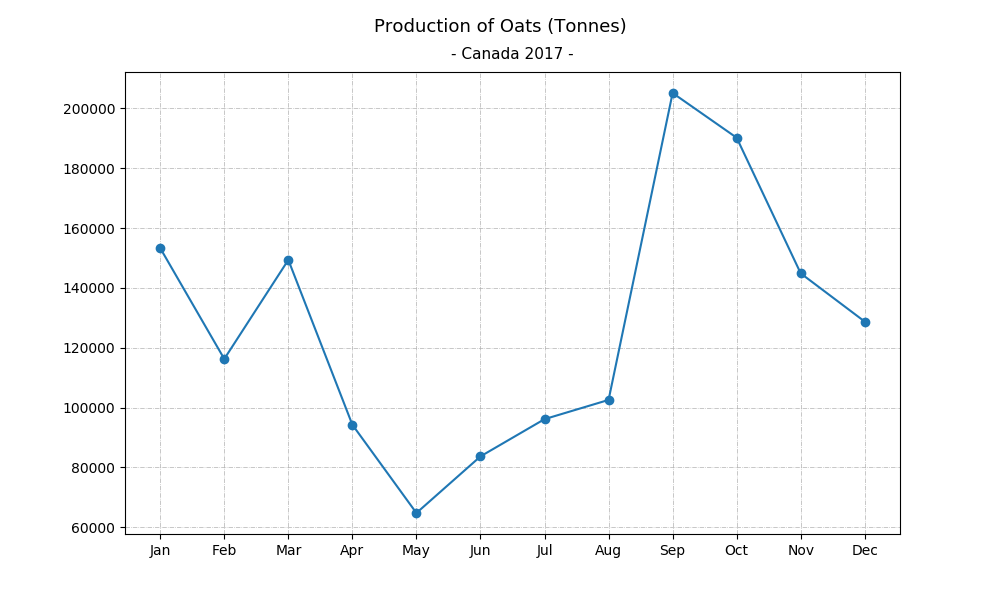 Production of Oats (Tonnes)
- Canada 2017 -
200000
180000
160000
140000
120000
100000
80000
60000
Jan Feb Mar Apr May Jun Jul Aug Sep Oct Nov Dec